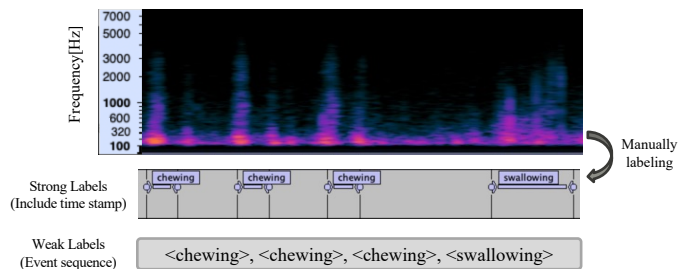 Frequency[Hz]
7000
5000
3000
2000
1000
600
320
100
Manually
labeling
Strong Labels
(Include time stamp)
chewing
chewing
chewing
swallowing
Weak Labels
(Event sequence)
<chewing>, <chewing>, <chewing>, <swallowing>